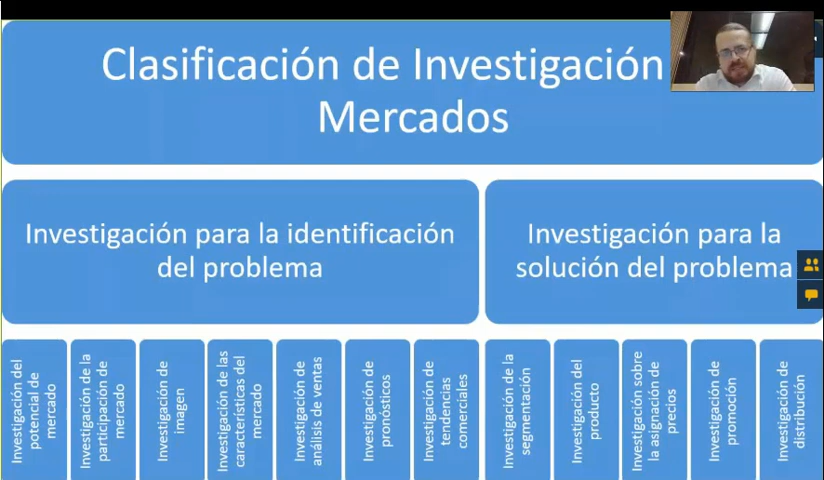 Clasificación de Investigación
Mercados
Investigación para la identificación
del problema
Investigación para la
solución del problema
Investigación del
potencial de
mercado
Investigación de la
participación de
mercado
Investigación de
imagen
Investigación de las
características del
mercado
Investigación de
análisis de ventas
Investigación de
pronósticos
Investigación de
tendencias
comerciales
Investigación de la
segmentación
Investigación del
producto
Investigación sobre
la asignación de
precios
Investigación de
promoción
Investigación de
distribución